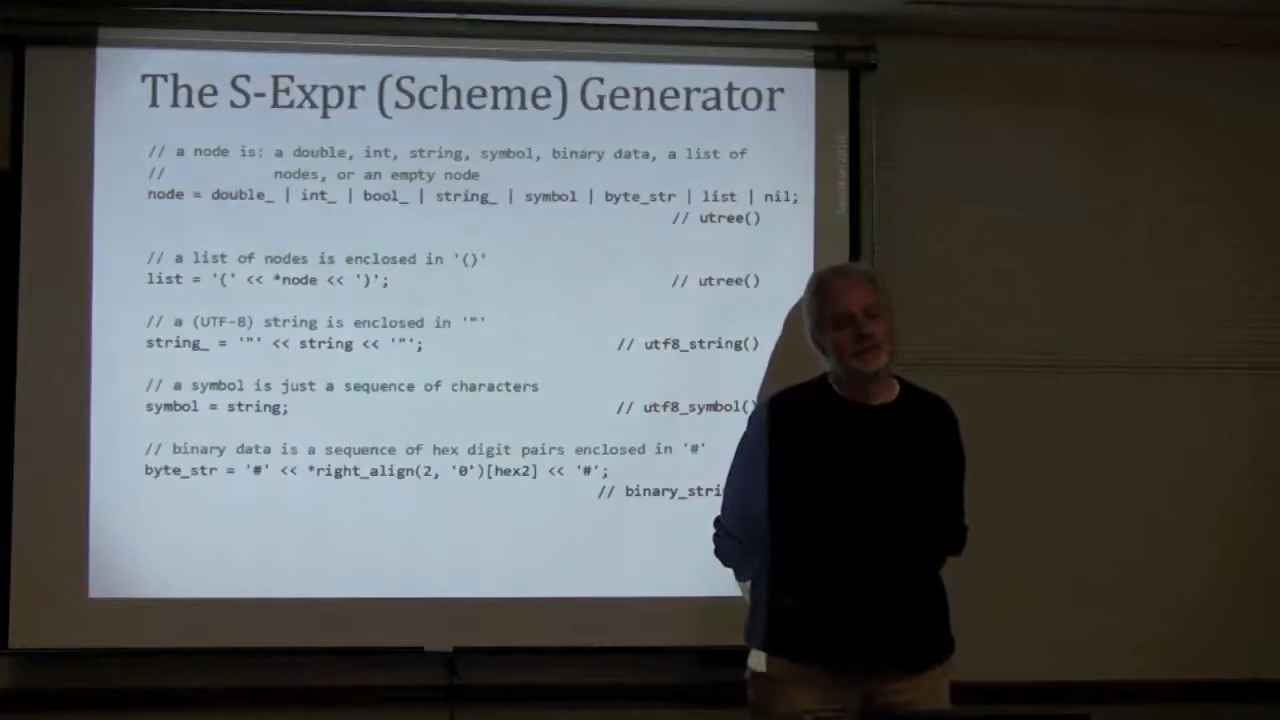 The S-Expr (Scheme) Generator
// a node is: a double, int, string, symbol, binary data, a list of
// nodes, or an empty node
node = double_ | int_ | bool_ | string_ | symbol | byte_str | list | nil;
// utree()
// a list of nodes is enclosed in '()'
list = '(' << *node << ')'; // utree()
// a (UTF-8) string is enclosed in '"'
string_ = '"' << string << '"'; // utf8_string()
// a symbol is just a sequence of characters
symbol = string; // utf8_symbol()
// binary data is a sequence of hex digit pairs enclosed in '#'
byte_str = '#' << *right_align(2, '0')[hex2] << '#';
// binary_stri